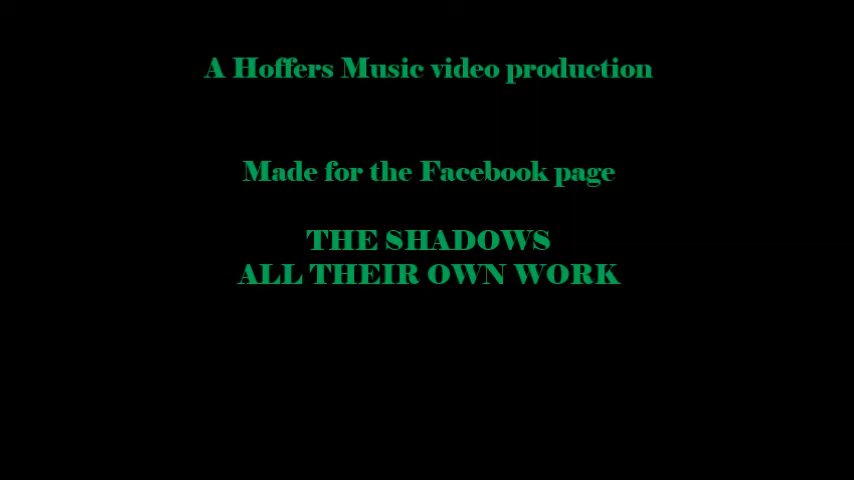 A Hoffers Music video production
Made for the Facebook page
THE SHADOWS
ALL THEIR OWN WORK